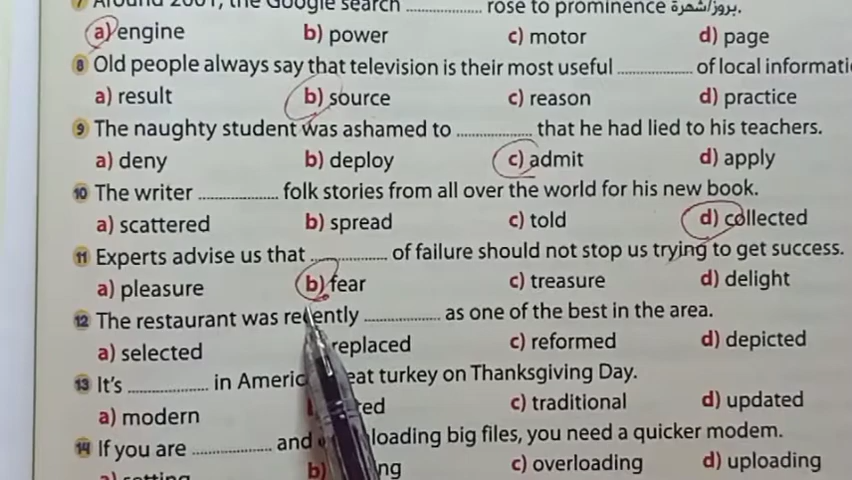 7 Around 2001, the Google search ............... rose to prominence بروز/شهرة.
a) engine b) power c) motor d) page
8 Old people always say that television is their most useful ............... of local
a) result b) source c) reason d) practice
9 The naughty student was ashamed to ............... that he had lied to his teachers.
a) deny b) deploy c) admit d) apply
10 The writer ............... folk stories from all over the world for his new book.
a) scattered b) spread c) told d) collected
11 Experts advise us that ............... of failure should not stop us trying to get success.
a) pleasure b) fear c) treasure d) delight
12 The restaurant was recently ............... as one of the best in the area.
a) selected replaced c) reformed d) depicted
13 It's ............... in eat turkey on Thanksgiving Day.
a) modern c) traditional d) updated
14 If you are ............... and big files, you need a quicker modem.
b) c) overloading d) uploading